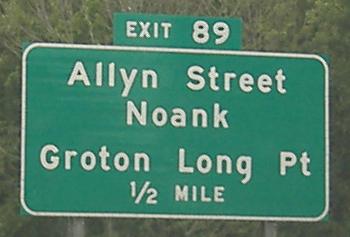 EXIT 89
Allyn Street
Noank
Groton Long Pt
1/2 MILE